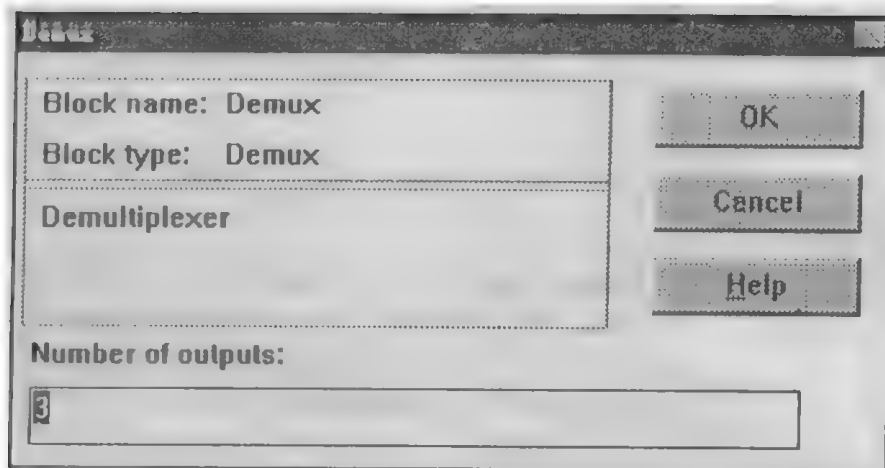 Demux
Block name: Demux
Block type: Demux
Demultiplexer
Number of outputs:
3
OK
Cancel
Help